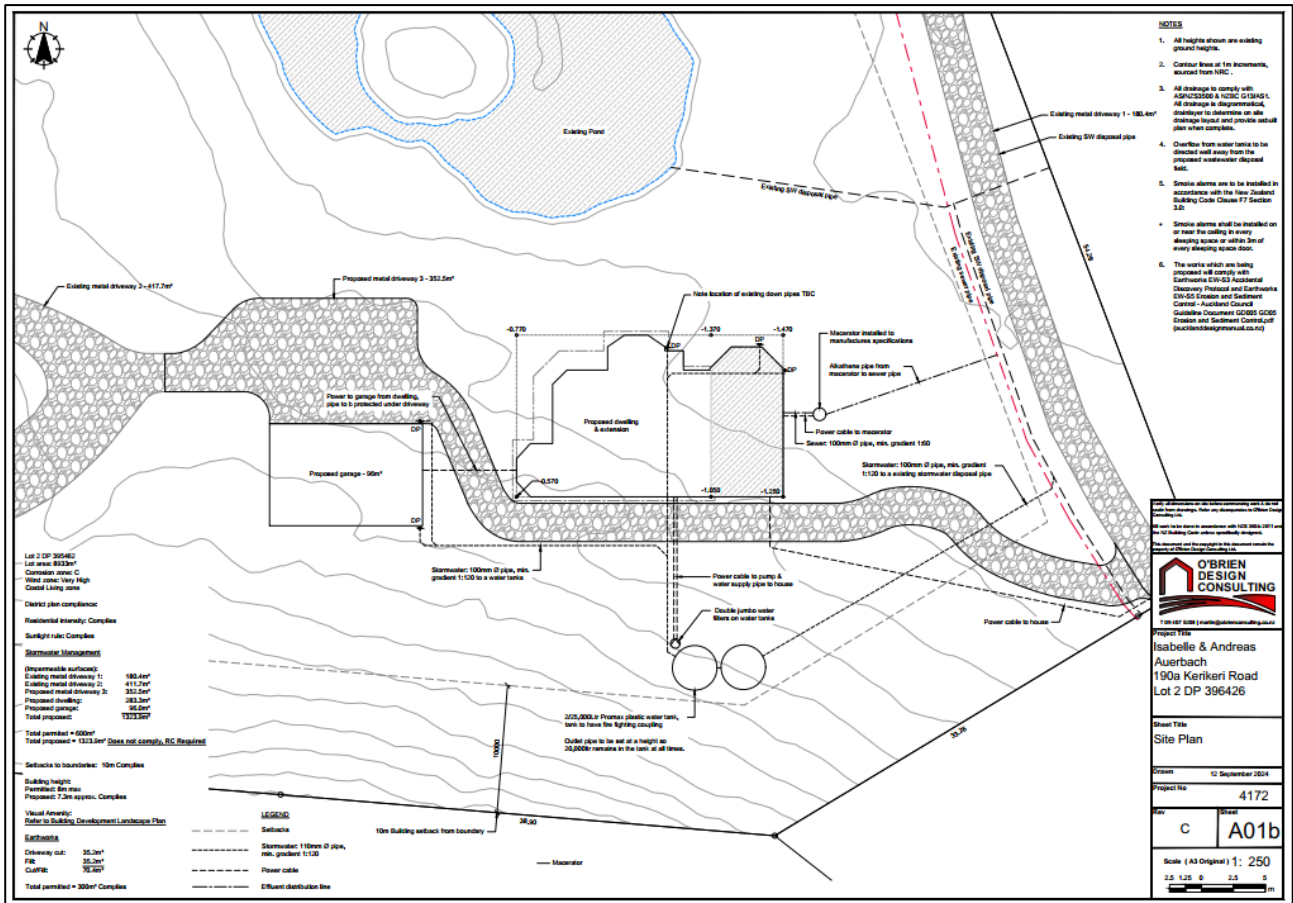 N
NOTES
1. All heights shown are existing
ground heights.
2. Contour lines at 1m increments,
sourced from NRC .
3. All drainage to comply with
AS/NZS3500 & NZBC G13/AS1.
All drainage is diagrammatical,
drainlayer to determine on site
drainage layout and provide asbuilt
plan when complete.
4. Overflow from water tanks to be
directed well away from the
proposed wastewater disposal
field.
5. Smoke alarms are to be installed in
accordance with the New Zealand
Building Code Clause F7 Section
3.0:
• Smoke alarms shall be installed on
or near the ceiling in every
sleeping space or within 3m of
every sleeping space door.
6. The works which are being
proposed will comply with
Earthworks EW-S3 Accidental
Discovery Protocol and Earthworks
EW-S5 Erosion and Sediment
Control - Auckland Council
Guideline Document GD005 GD05
Erosion and Sediment Control.pdf
(aucklanddesignmanual.co.nz)
Existing Pond
Existing metal driveway 1 - 180.4m²
Existing SW disposal pipe
Existing SW disposal pipe
Existing SW disposal pipe
Existing sewer pipe
54.26
Existing metal driveway 2 - 417.7m²
Proposed metal driveway 3 - 352.5m²
Note location of existing down pipes TBC
-0.770
-1.370
-1.470
EDP
DP
DP
Macerator installed to
manufactures specifications
Alkathene pipe from
macerator to sewer pipe
Power to garage from dwelling,
pipe to b protected under driveway
DP
Proposed dwelling
& extension
Power cable to macerator
Sewer: 100mm Ø pipe, min. gradient 1:60
Stormwater: 100mm Ø pipe, min. gradient
1:120 to a existing stormwater disposal pipe
Proposed garage - 96m²
-0.570
-1.050
-1.250
DP
Stormwater: 100mm Ø pipe, min.
gradient 1:120 to a water tanks
Power cable to pump &
water supply pipe to house
Double jumbo water
filters on water tanks
Power cable to house
2/25,000Ltr Promax plastic water tank,
tank to have fire fighting coupling
Outlet pipe to be set at a height so
20,000ltr remains in the tank at all times.
10000
38.90
39.26
10m Building setback from boundary
Macerator
Lot 2 DP 395462
Lot area: 8933m²
Corrosion zone: C
Wind zone: Very High
Costal Living zone
District plan compliance:
Residential intensity: Complies
Sunlight rule: Complies
Stormwater Management
(Impermeable surfaces):
Existing metal driveway 1: 180.4m²
Existing metal driveway 2: 411.7m²
Proposed metal driveway 3: 352.5m²
Proposed dwelling: 283.3m²
Proposed garage: 96.0m²
Total proposed: 1323.9m²
Total permited = 600m²
Total proposed = 1323.9m² Does not comply, RC Required
Setbacks to boundaries: 10m Complies
Building height:
Permitted: 8m max
Proposed: 7.3m approx. Complies
Visual Amenity:
Refer to Building Development Landscape Plan
Earthworks
Driveway cut: 35.2m³
Fill: 35.2m³
Cut/Fill: 70.4m³
Total permitted = 300m³ Complies
LEGEND
Setbacks
Stormwater: 110mm Ø pipe,
min. gradient 1:120
Power cable
Effluent distribution line
O'BRIEN
DESIGN
CONSULTING
Project Title
Isabelle & Andreas
Auerbach
190a Kerikeri Road
Lot 2 DP 396426
Sheet Title
Site Plan
Drawn 12 September 2024
Project No 4172
Rev Sheet
C A01b
Scale ( A3 Original ) 1: 250
2.5 1.25 0 2.5 5
m